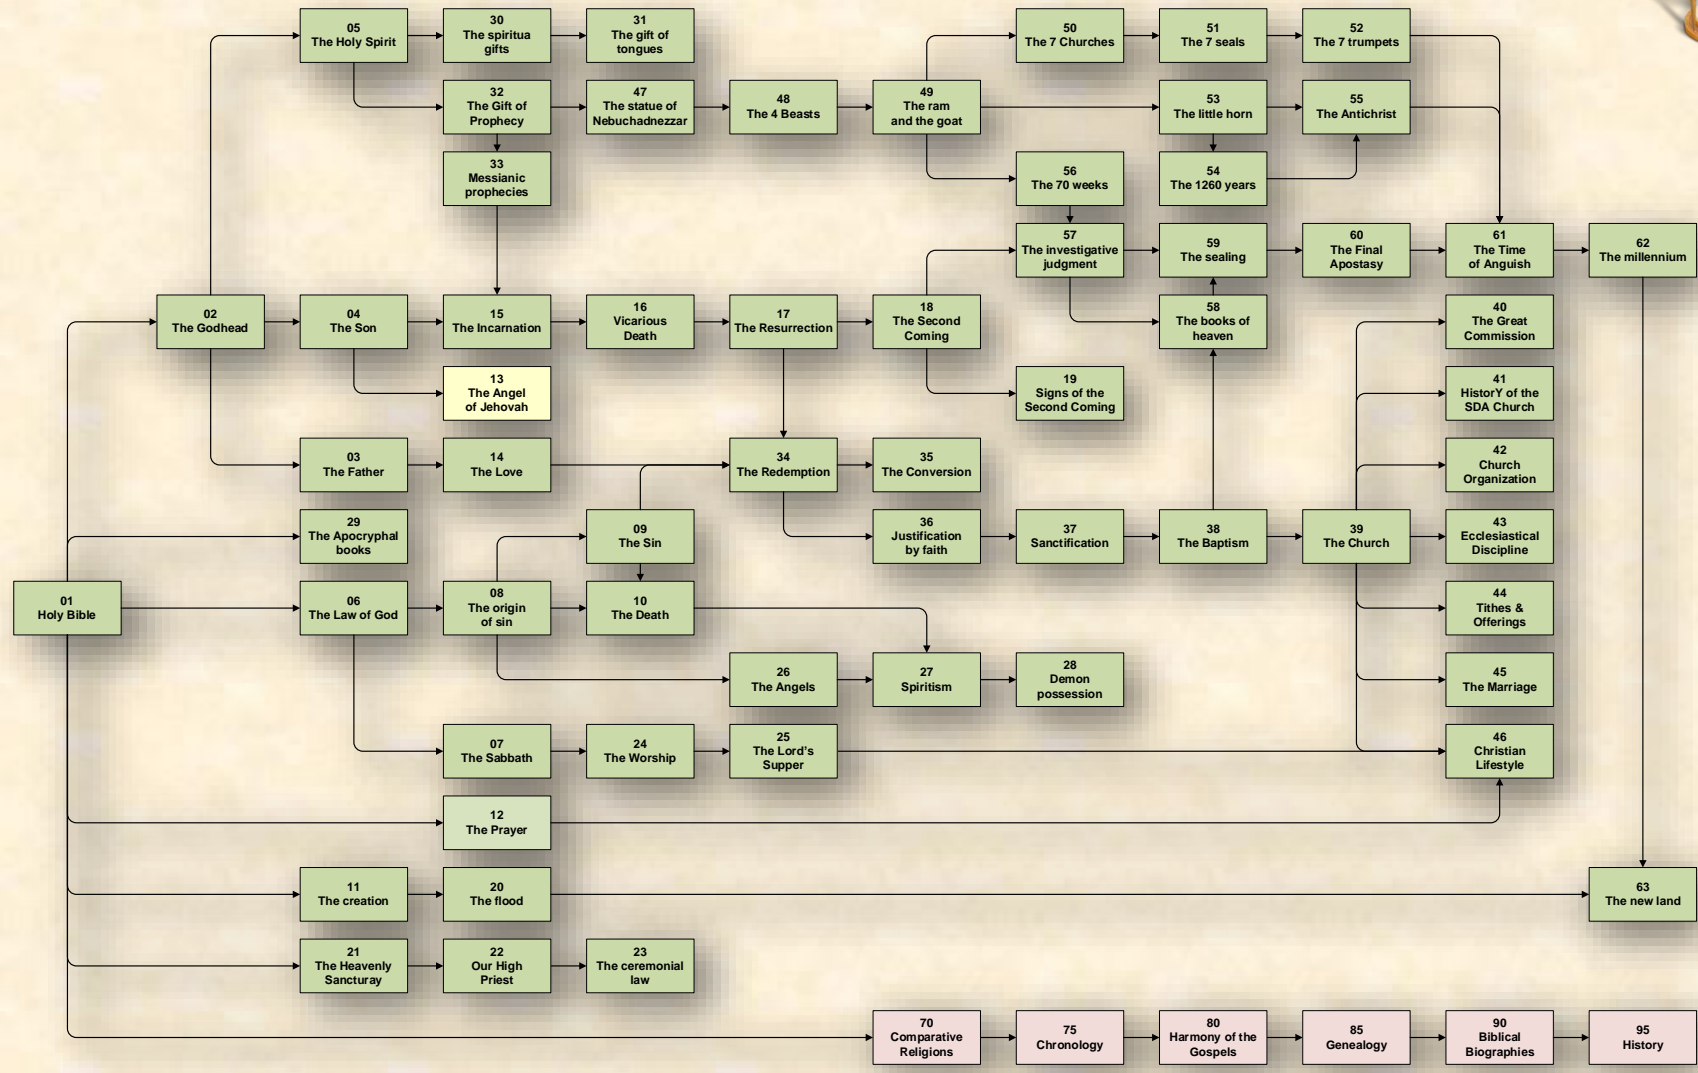 05
The Holy Spirit
30
The spiritua
gifts
31
The gift of
tongues
50
The 7 Churches
51
The 7 seals
52
The 7 trumpets
32
The Gift of
Prophecy
47
The statue of
Nebuchadnezzar
48
The 4 Beasts
49
The ram
and the goat
53
The little horn
55
The Antichrist
33
Messianic
prophecies
56
The 70 weeks
54
The 1260 years
57
The investigative
judgment
59
The sealing
60
The Final
Apostasy
61
The Time
of Anguish
62
The millennium
02
The Godhead
04
The Son
15
The Incarnation
16
Vicarious
Death
17
The Resurrection
18
The Second
Coming
58
The books of
heaven
40
The Great
Commission
13
The Angel
of Jehovah
19
Signs of the
Second Coming
41
HistorY of the
SDA Church
03
The Father
14
The Love
34
The Redemption
35
The Conversion
42
Church
Organization
29
The Apocryphal
books
09
The Sin
36
Justification
by faith
37
Sanctification
38
The Baptism
39
The Church
43
Ecclesiastical
Discipline
01
Holy Bible
06
The Law of God
08
The origin
of sin
10
The Death
44
Tithes &
Offerings
26
The Angels
27
Spiritism
28
Demon
possession
45
The Marriage
07
The Sabbath
24
The Worship
25
The Lord's
Supper
46
Christian
Lifestyle
12
The Prayer
11
The creation
20
The flood
63
The new land
21
The Heavenly
Sancturay
22
Our High
Priest
23
The ceremonial
law
70
Comparative
Religions
75
Chronology
80
Harmony of the
Gospels
85
Genealogy
90
Biblical
Biographies
95
History